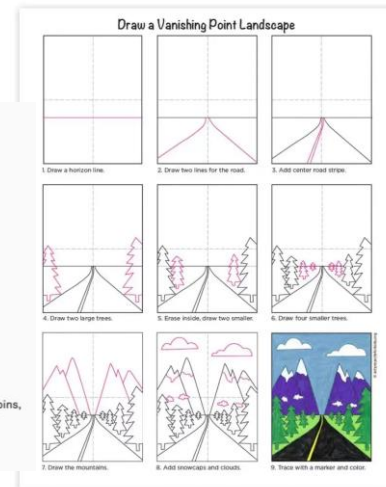 Draw a Vanishing Point Landscape
1. Draw a horizon line.
2. Draw two lines for the road.
3. Add center road stripe.
4. Draw two large trees.
5. Erase inside, draw two smaller.
6. Draw four smaller trees.
pins,
7. Draw the mountains.
8. Add snowcaps and clouds.
9. Trace with a marker and color.